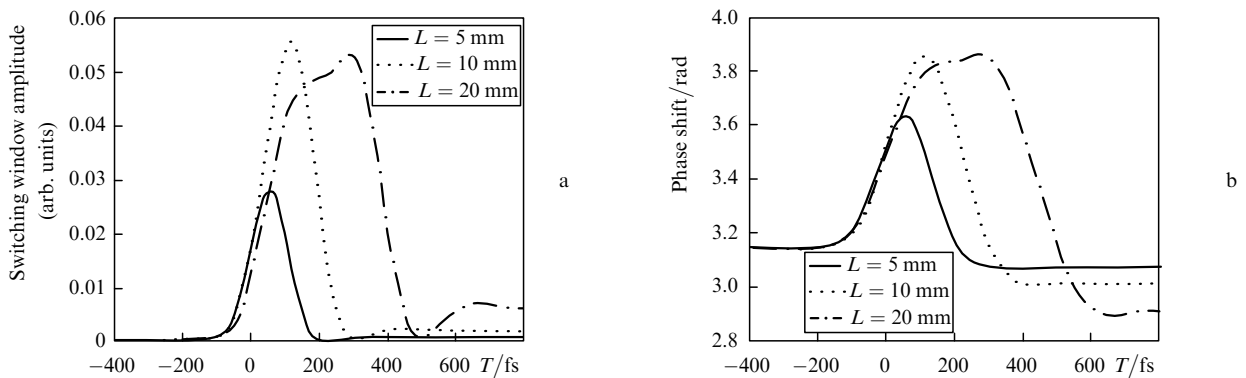 Switching window amplitude
(arb. units)
0.06
0.05
0.04
0.03
0.02
0.01
0
−400
−200
0
200
400
600
T/fs
L = 5 mm
L = 10 mm
L = 20 mm
a
Phase shift/rad
4.0
3.8
3.6
3.4
3.2
3.0
2.8
−400
−200
0
200
400
600
T/fs
L = 5 mm
L = 10 mm
L = 20 mm
b